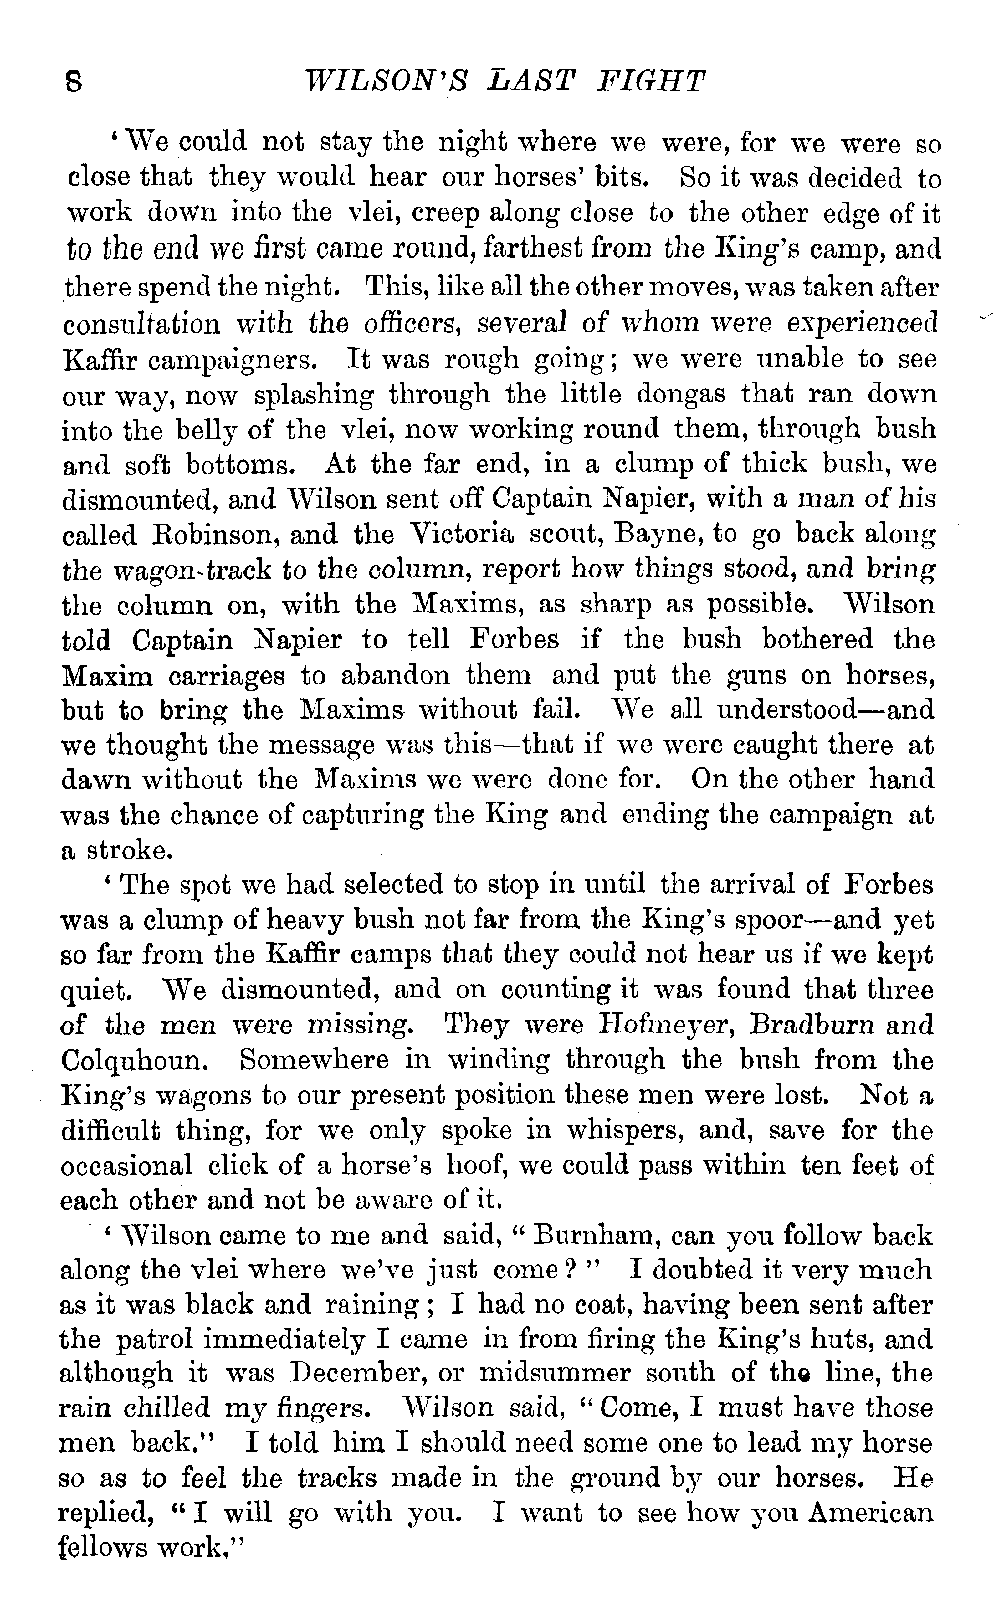 8 WILSON'S LAST FIGHT
‘ We could not stay the night where we were, for we were so
close that they would hear our horses’ bits. So it was decided to
work down into the vlei, creep along close to the other edge of it
to the end we first came round, farthest from the King’s camp, and
there spend the night. This, like all the other moves, was taken after
consultation with the officers, several of whom were experienced
Kaffir campaigners. It was rough going; we were unable to see
our way, now splashing through the little dongas that ran down
into the belly of the vlei, now working round them, through bush
and soft bottoms. At the far end, in a clump of thick bush, we
dismounted, and Wilson sent off Captain Napier, with a man of his
called Robinson, and the Victoria scout, Bayne, to go back along
the wagon-track to the column, report how things stood, and bring
the column on, with the Maxims, as sharp as possible. Wilson
told Captain Napier to tell Forbes if the bush bothered the
Maxim carriages to abandon them and put the guns on horses,
but to bring the Maxims without fail. We all understood—and
we thought the message was this—that if we were caught there at
dawn without the Maxims we were done for. On the other hand
was the chance of capturing the King and ending the campaign at
a stroke.
‘ The spot we had selected to stop in until the arrival of Forbes
was a clump of heavy bush not far from the King’s spoor—and yet
so far from the Kaffir camps that they could not hear us if we kept
quiet. We dismounted, and on counting it was found that three
of the men were missing. They were Hofmeyer, Bradburn and
Colquhoun. Somewhere in winding through the bush from the
King’s wagons to our present position these men were lost. Not a
difficult thing, for we only spoke in whispers, and, save for the
occasional click of a horse’s hoof, we could pass within ten feet of
each other and not be aware of it.
‘ Wilson came to me and said, “ Burnham, can you follow back
along the vlei where we’ve just come? ” I doubted it very much
as it was black and raining; I had no coat, having been sent after
the patrol immediately I came in from firing the King’s huts, and
although it was December, or midsummer south of the line, the
rain chilled my fingers. Wilson said, “ Come, I must have those
men back.” I told him I should need some one to lead my horse
so as to feel the tracks made in the ground by our horses. He
replied, “ I will go with you. I want to see how you American
fellows work.”